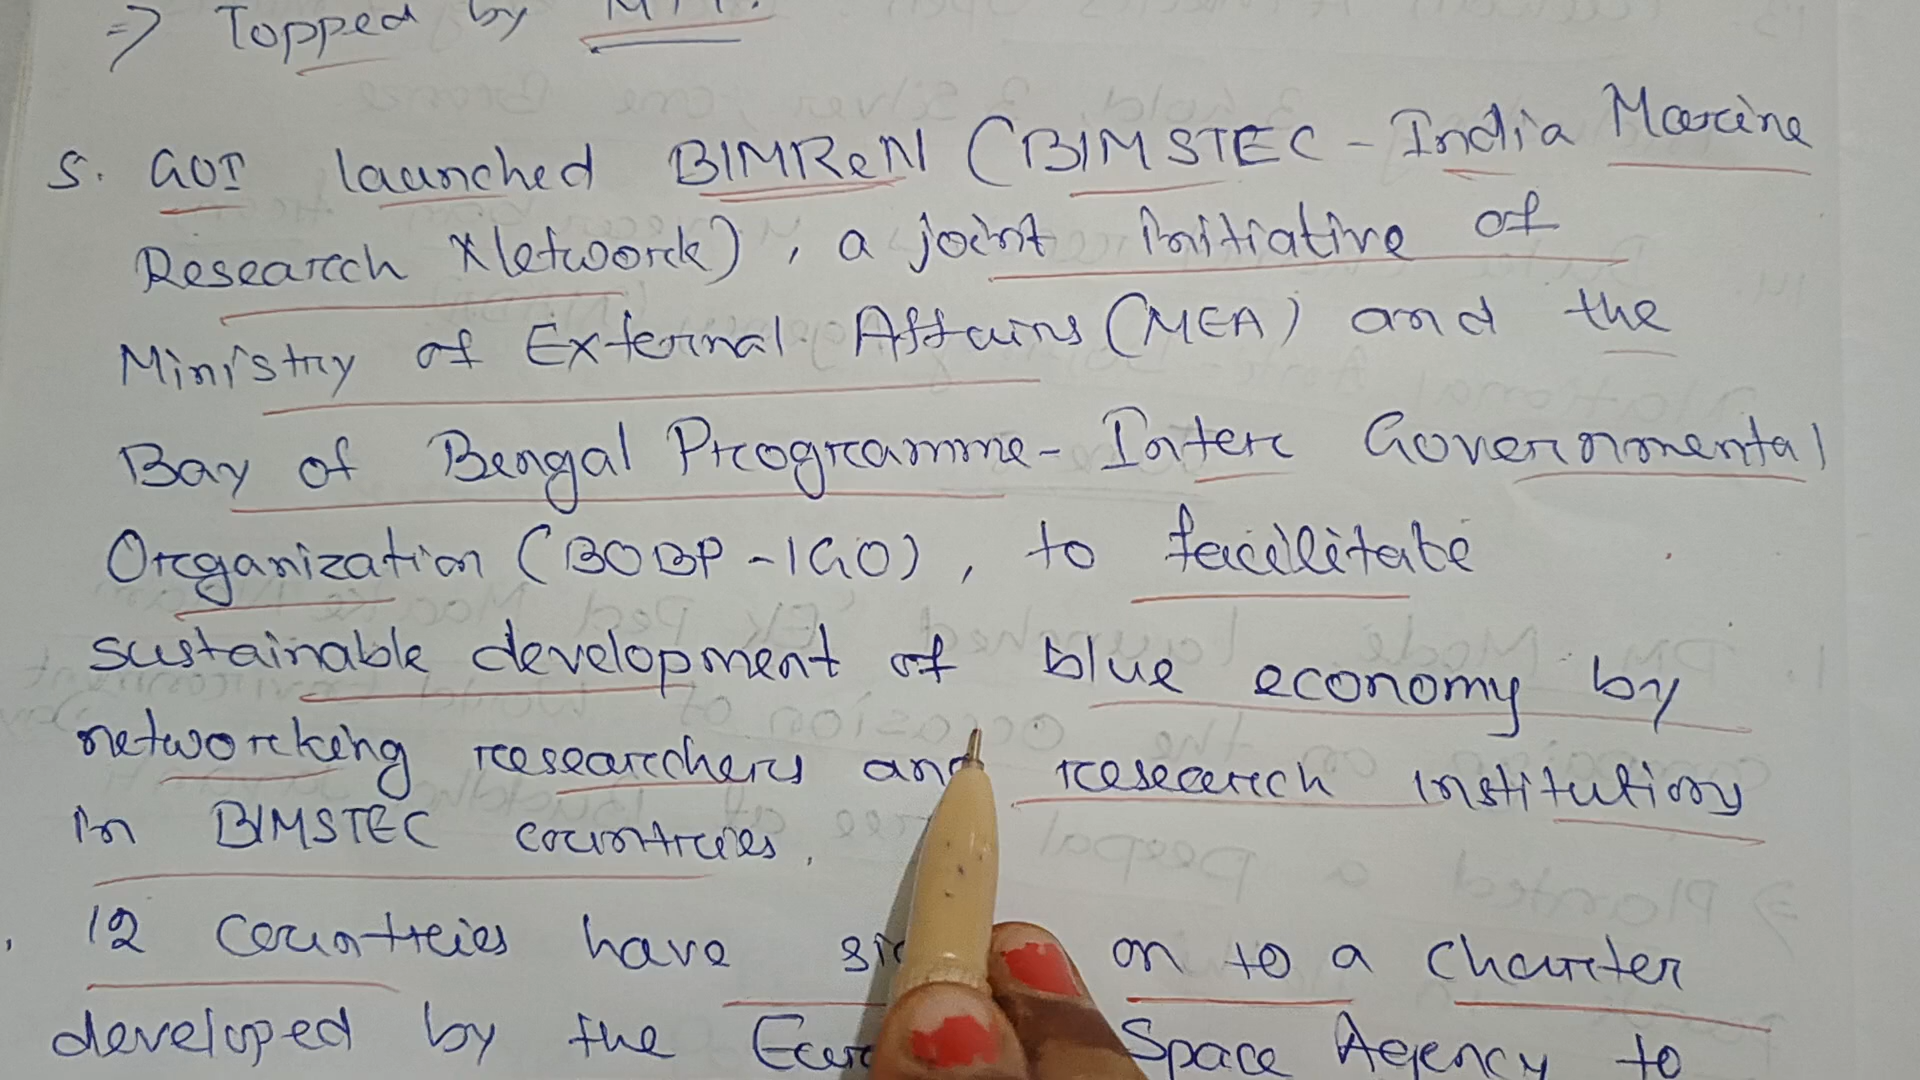 => Topped by
5. GOI launched BIMReN (BIMSTEC-India Marine
Research Network), a joint initiative of
Ministry of External Affairs (MEA) and the
Bay of Bengal Programme-Inter Governmental
Organization (BOBP-IGO), to facilitate
sustainable development of blue economy by
networking researchers and research institutions
in BIMSTEC countries.
12 Countries have on to a charter
developed by the Space Agency to